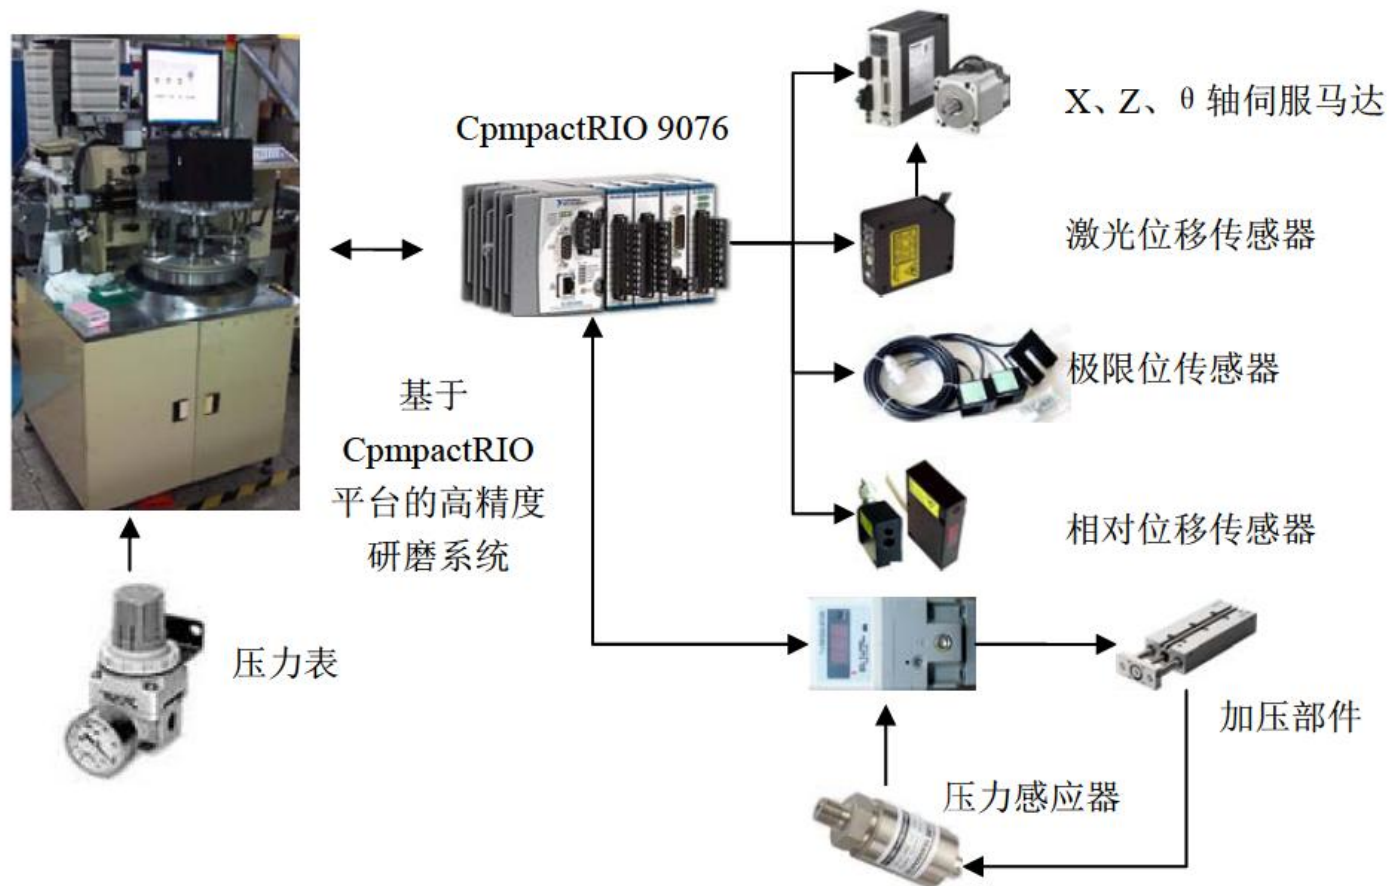 CpmpactRIO 9076
X、Z、θ 轴伺服马达
激光位移传感器
极限位传感器
相对位移传感器
基于
CpmpactRIO
平台的高精度
研磨系统
压力表
加压部件
压力感应器